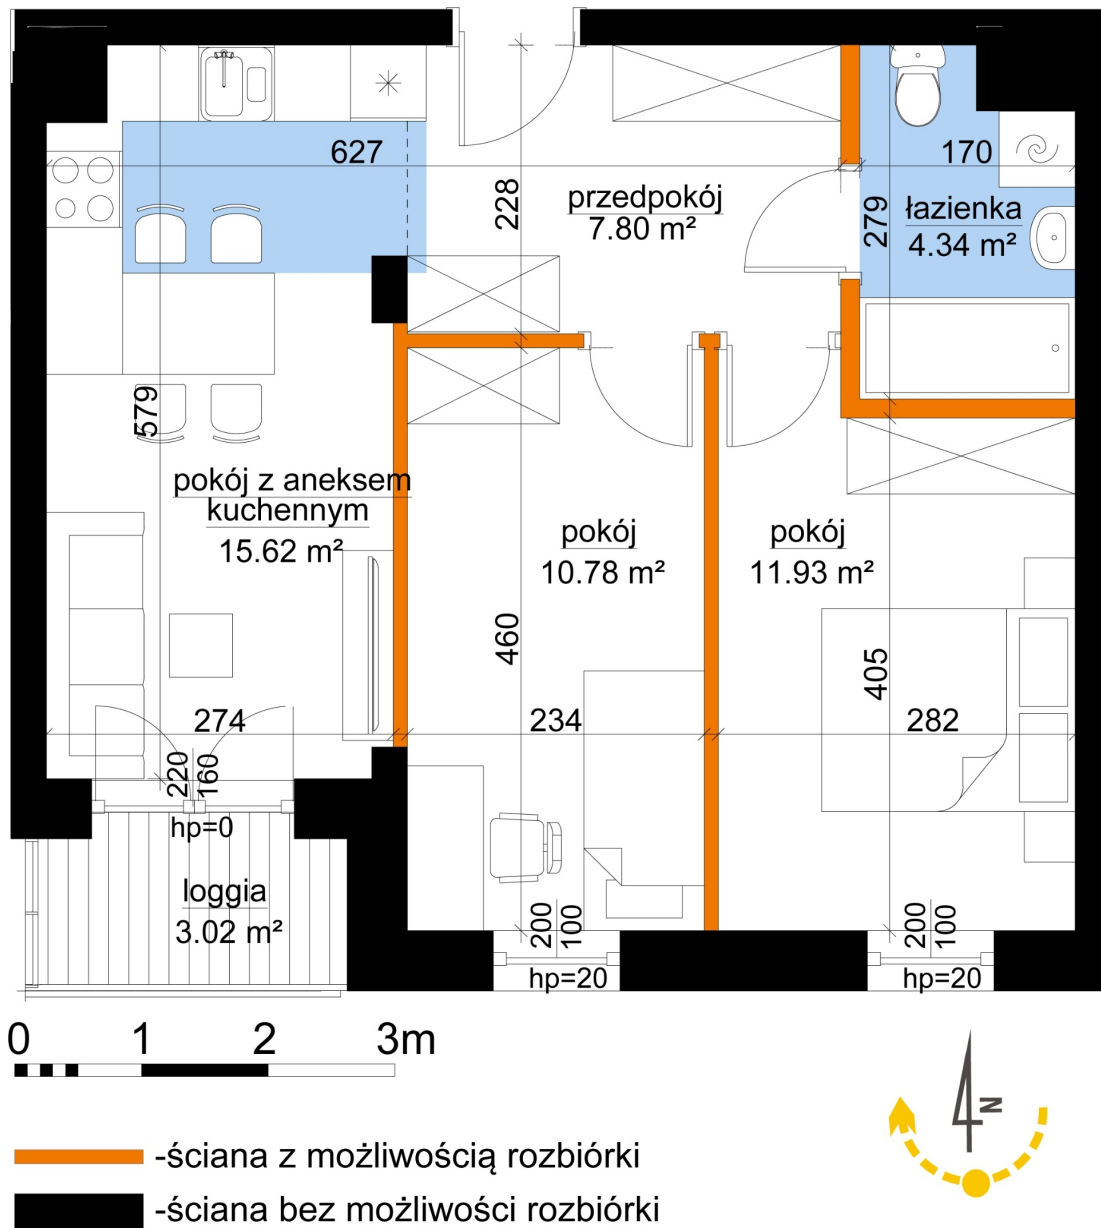 627
170
228
przedpokój
7.80 m²
279
łazienka
4.34 m²
579
pokój z aneksem
kuchennym
15.62 m²
pokój
10.78 m²
pokój
11.93 m²
460
405
274
234
282
220
160
hp=0
loggia
3.02 m²
200
100
hp=20
200
100
hp=20
0 1 2 3m
N
-ściana z możliwością rozbiórki
-ściana bez możliwości rozbiórki